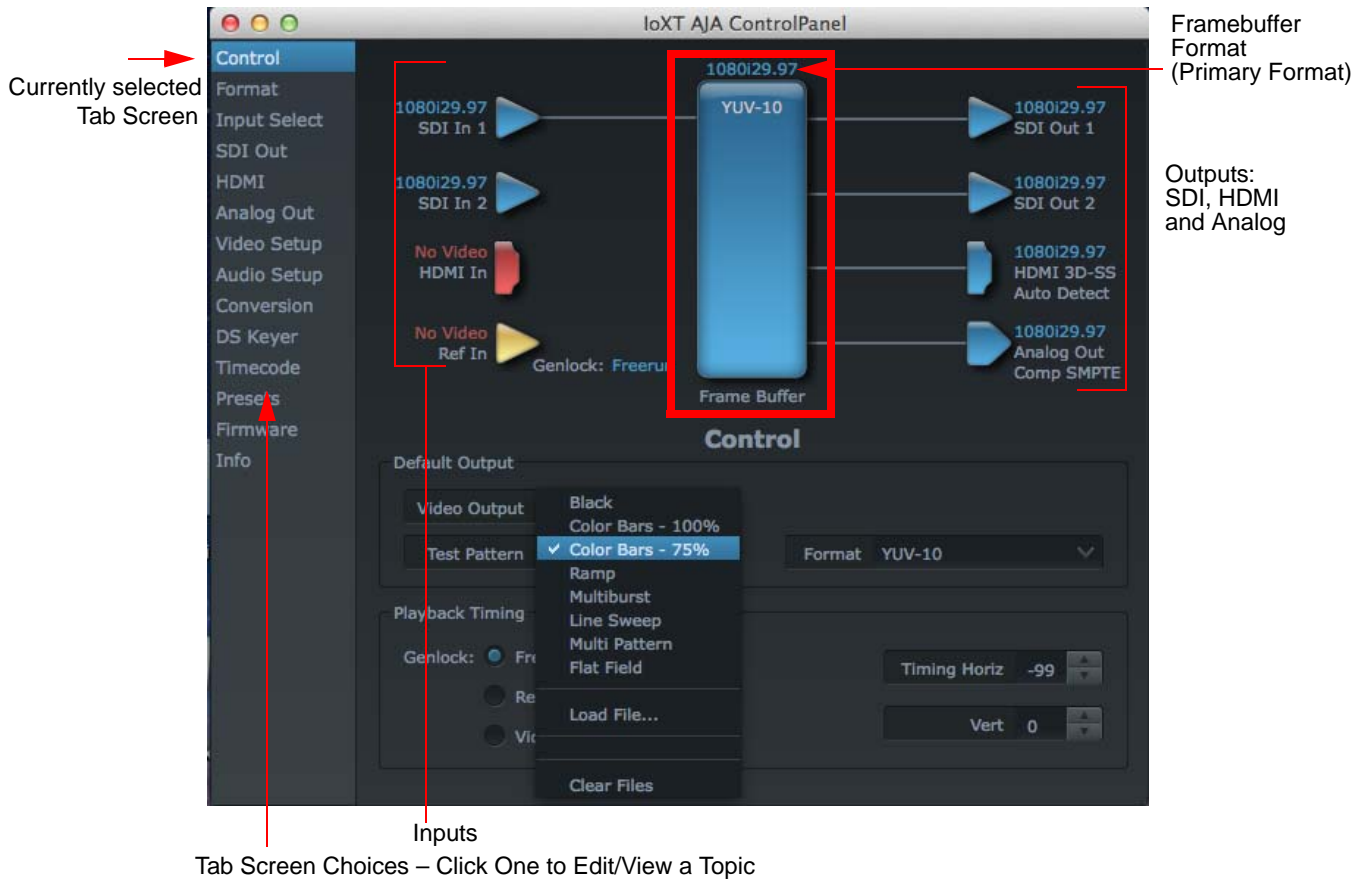 IoXT AJA ControlPanel
Framebuffer
Format
(Primary Format)
Currently selected
Tab Screen
Control
Format
Input Select
SDI Out
HDMI
Analog Out
Video Setup
Audio Setup
Conversion
DS Keyer
Timecode
Presets
Firmware
Info
1080i29.97
SDI In 1
1080i29.97
SDI In 2
No Video
HDMI In
No Video
Ref In
Genlock: Freerun
1080i29.97
YUV-10
Frame Buffer
1080i29.97
SDI Out 1
1080i29.97
SDI Out 2
1080i29.97
HDMI 3D-SS
Auto Detect
1080i29.97
Analog Out
Comp SMPTE
Outputs:
SDI, HDMI
and Analog
Control
Default Output
Video Output
Test Pattern
Black
Color Bars - 100%
Color Bars - 75%
Ramp
Multiburst
Line Sweep
Multi Pattern
Flat Field
Load File...
Clear Files
Format YUV-10
Playback Timing
Genlock:
Fre
Re
Vi
Timing Horiz -99
Vert 0
Inputs
Tab Screen Choices – Click One to Edit/View a Topic